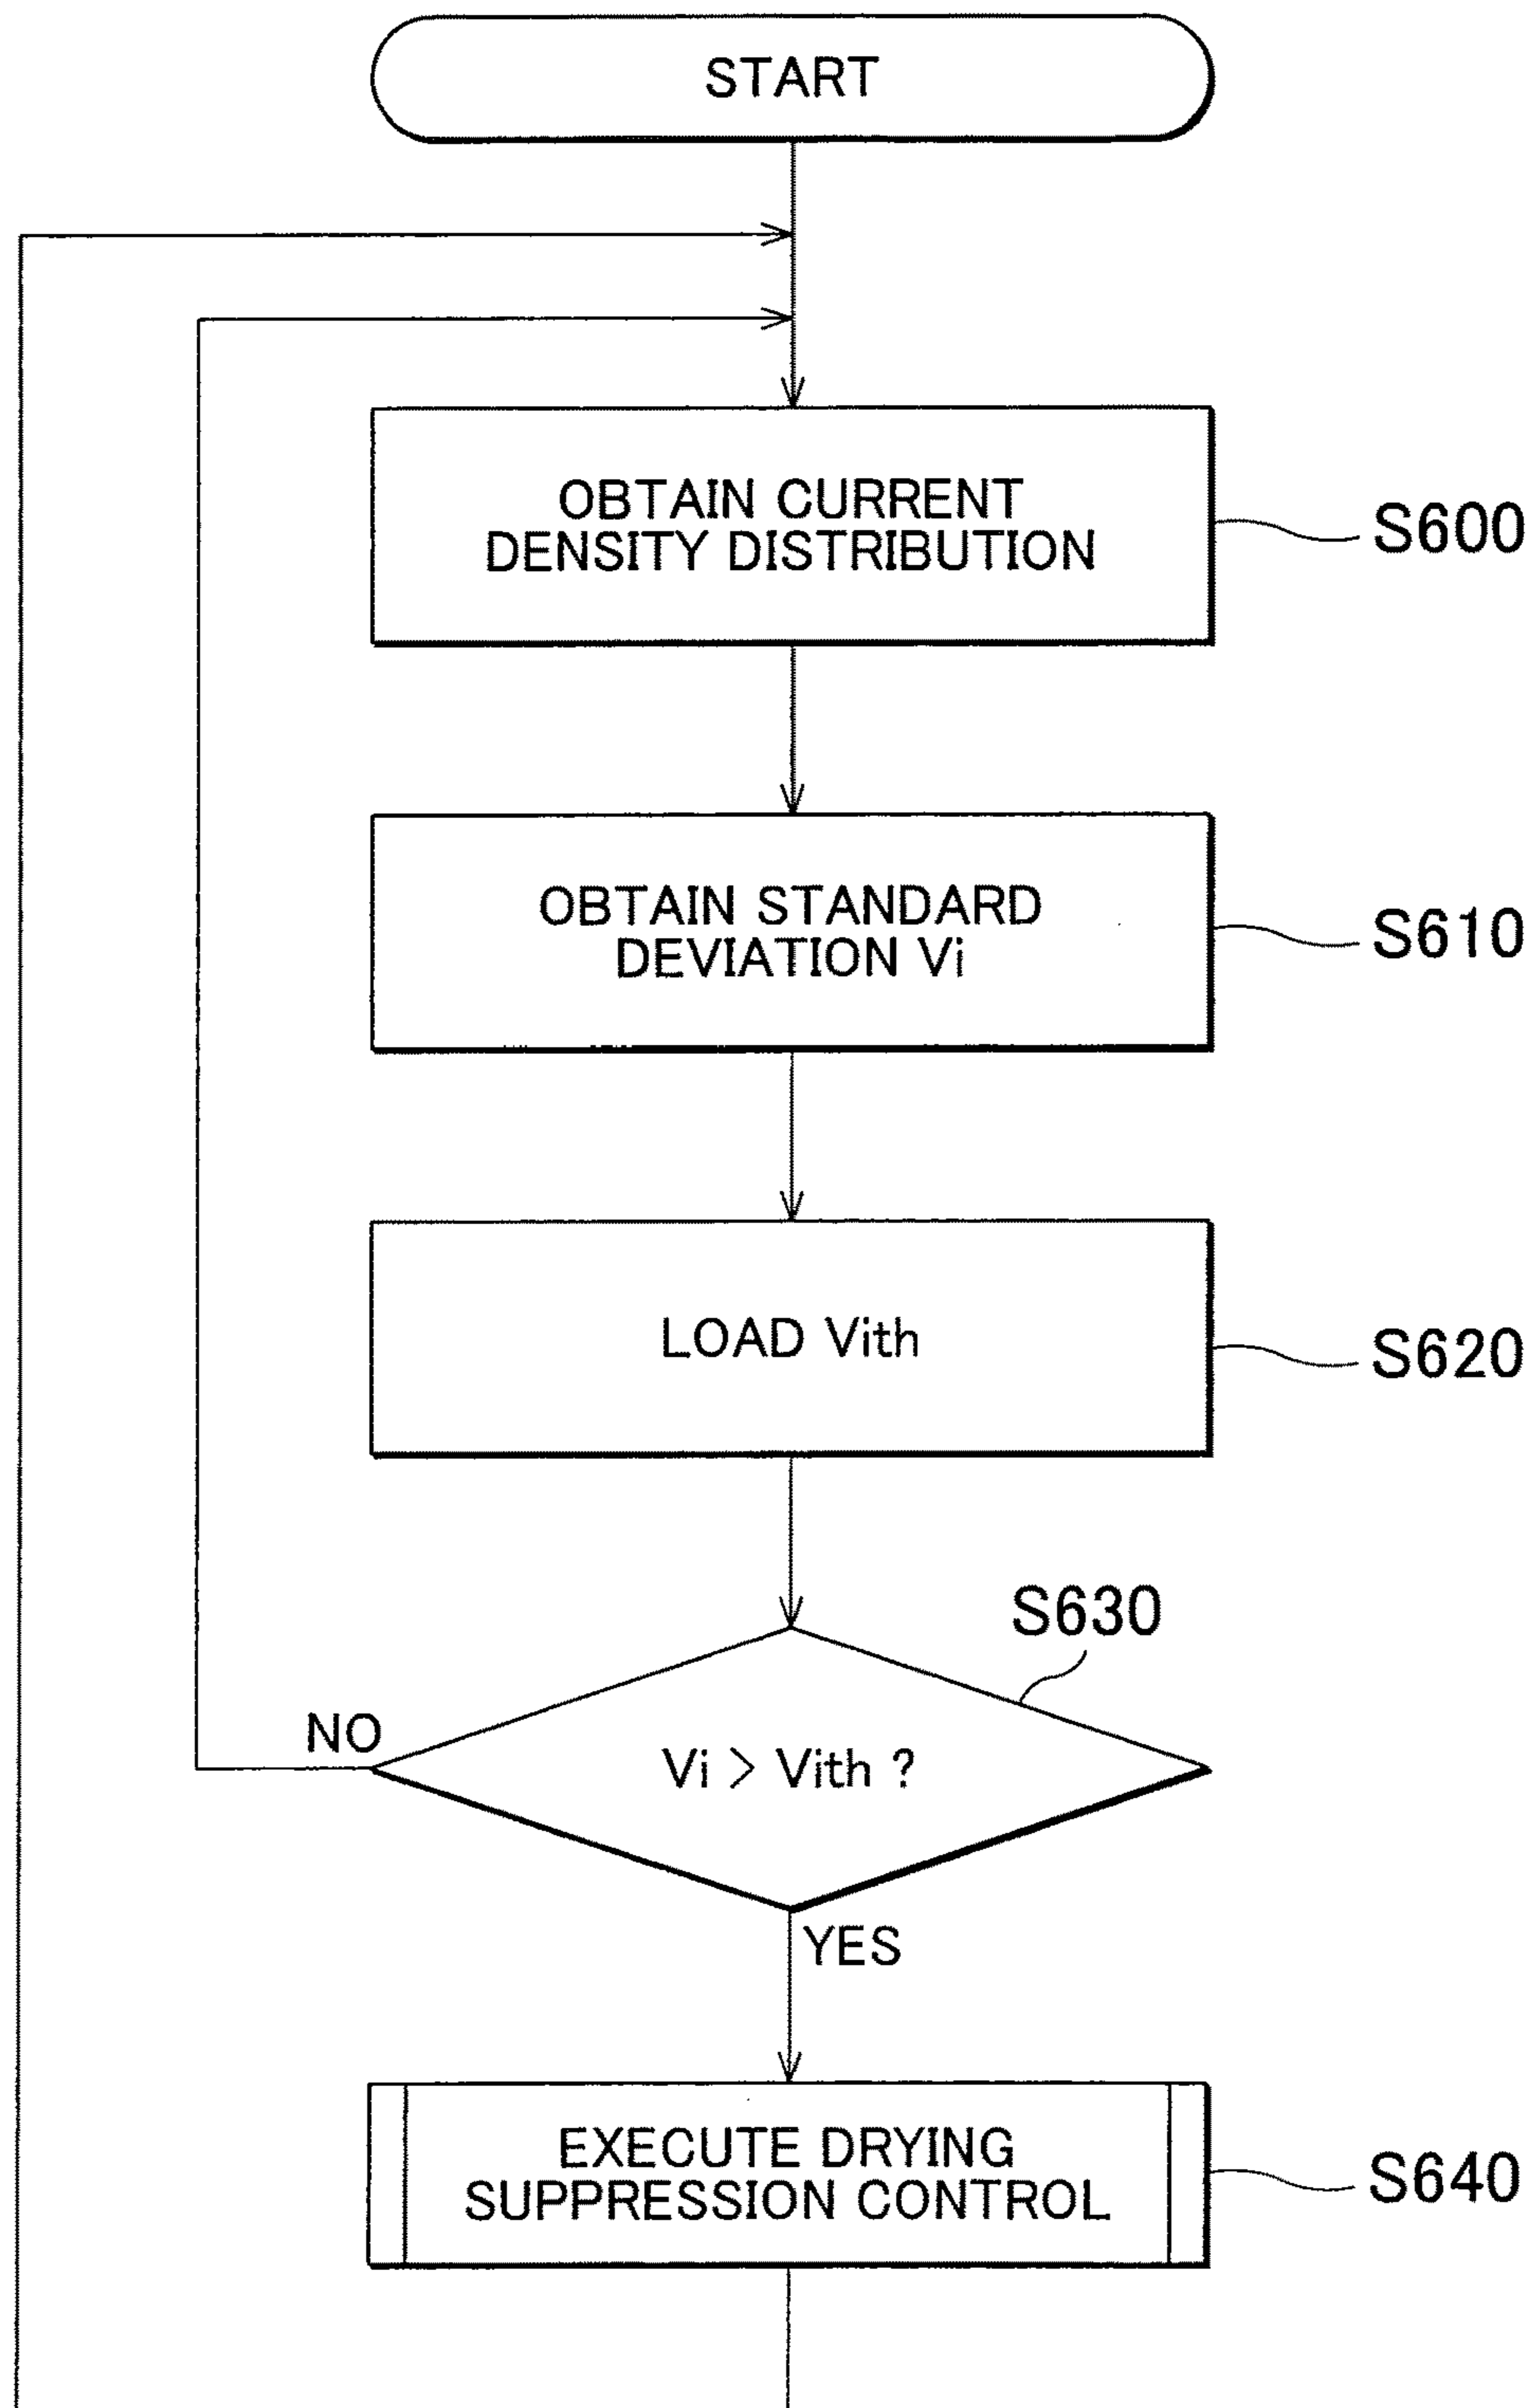 START
OBTAIN CURRENT
DENSITY DISTRIBUTION
S600
OBTAIN STANDARD
DEVIATION Vi
S610
LOAD Vith
S620
S630
NO
Vi > Vith ?
YES
EXECUTE DRYING
SUPPRESSION CONTROL
S640